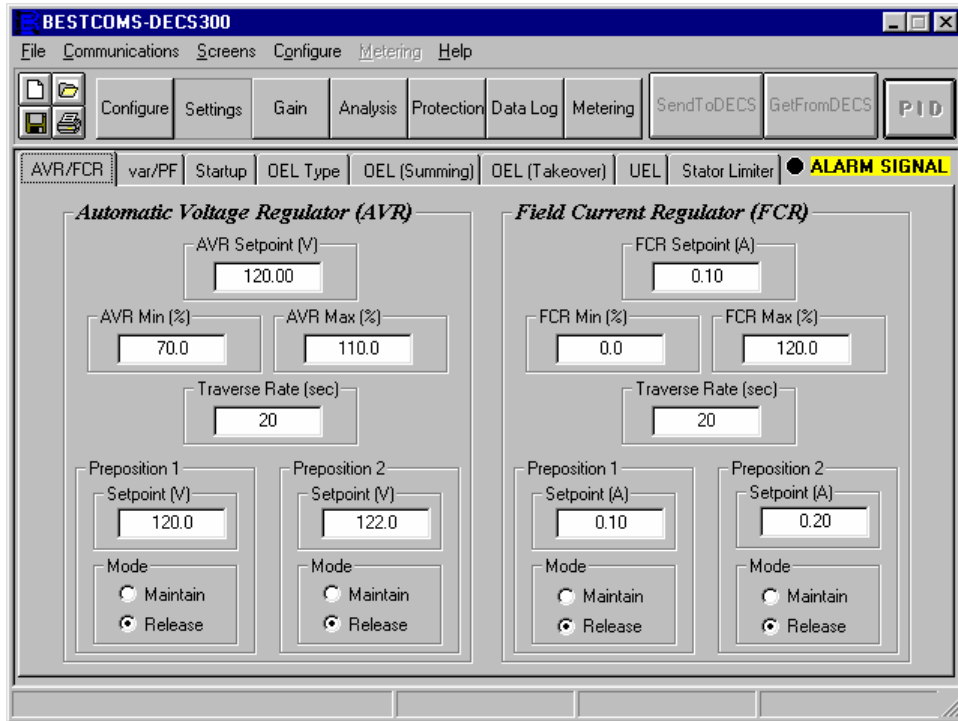 BESTCOMS-DECS300
File Communications Screens Configure Metering Help
Configure Settings Gain Analysis Protection Data Log Metering SendToDECS GetFromDECS PID
AVR/FCR var/PF Startup OEL Type OEL (Summing) OEL (Takeover) UEL Stator Limiter ALARM SIGNAL
Automatic Voltage Regulator (AVR)
AVR Setpoint (V)
120.00
AVR Min (%) AVR Max (%)
70.0 110.0
Traverse Rate (sec)
20
Preposition 1 Preposition 2
Setpoint (V) Setpoint (V)
120.0 122.0
Mode Mode
Maintain Maintain
Release Release
Field Current Regulator (FCR)
FCR Setpoint (A)
0.10
FCR Min (%) FCR Max (%)
0.0 120.0
Traverse Rate (sec)
20
Preposition 1 Preposition 2
Setpoint (A) Setpoint (A)
0.10 0.20
Mode Mode
Maintain Maintain
Release Release